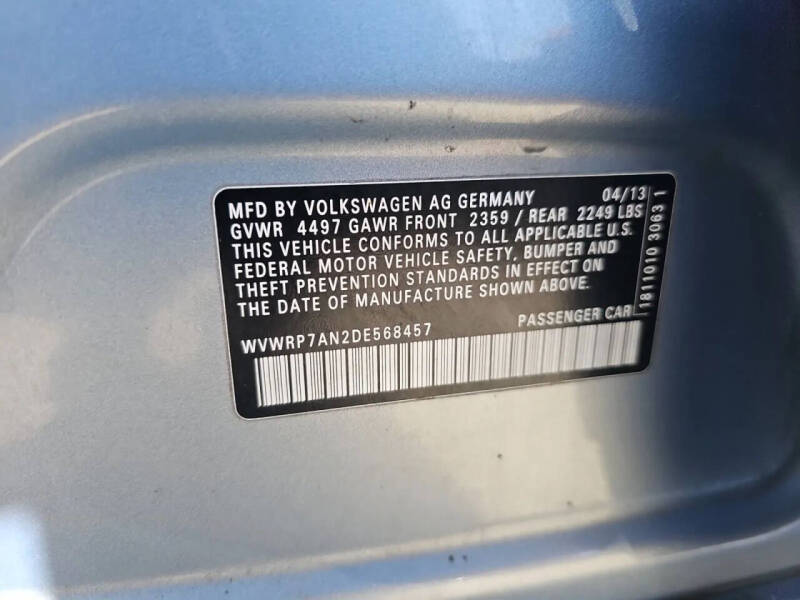 MFD BY VOLKSWAGEN AG GERMANY 04/13
GVWR 4497 GAWR FRONT 2359 / REAR 2249 LBS
THIS VEHICLE CONFORMS TO ALL APPLICABLE U.S.
FEDERAL MOTOR VEHICLE SAFETY, BUMPER AND
THEFT PREVENTION STANDARDS IN EFFECT ON
THE DATE OF MANUFACTURE SHOWN ABOVE.
WVWRP7AN2DE568457 PASSENGER CAR
1811010 3063 1